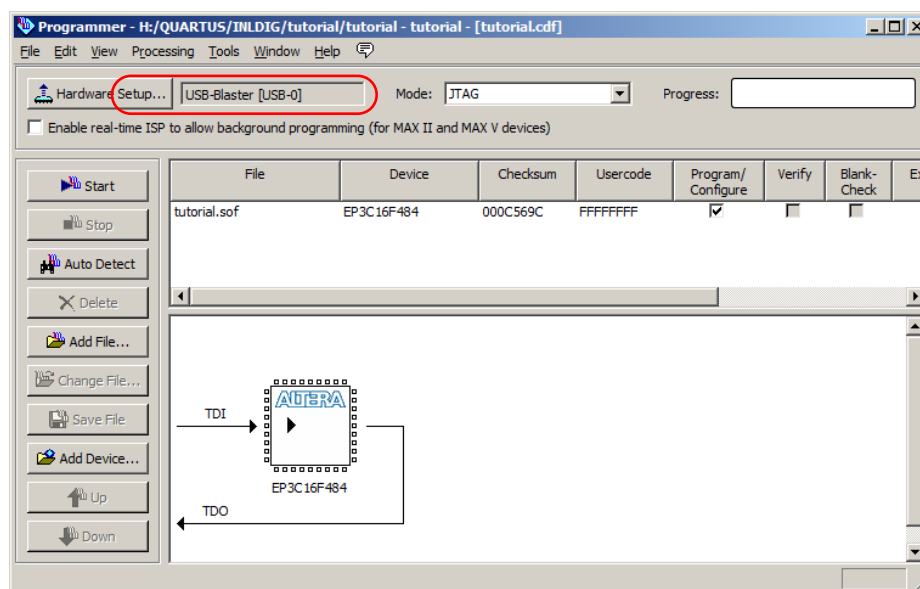 Programmer - H:/QUARTUS/INLDIG/tutorial/tutorial - tutorial - [tutorial.cdf]
File Edit View Processing Tools Window Help
Hardware Setup... USB-Blaster [USB-0] Mode: JTAG Progress:
Enable real-time ISP to allow background programming (for MAX II and MAX V devices)
File Device Checksum Usercode Program/ Configure Verify Blank- Check
tutorial.sof EP3C16F484 000C569C FFFFFFFF
Start
Stop
Auto Detect
Delete
Add File...
Change File...
Save File
Add Device...
Up
Down
ALTERA
TDI
EP3C16F484
TDO